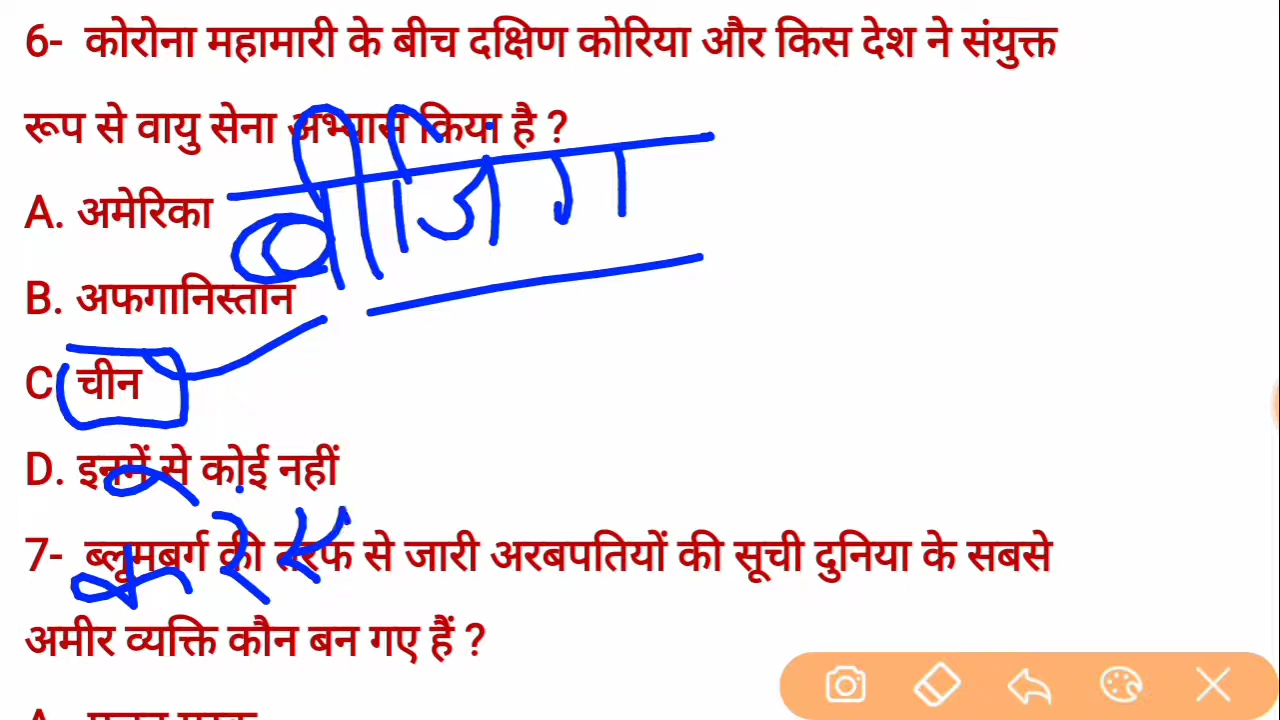 6- कोरोना महामारी के बीच दक्षिण कोरिया और किस देश ने संयुक्त
रूप से वायु सेना अभ्यास किया है ?
बीजिंग
A. अमेरिका
B. अफगानिस्तान
C चीन
D. इनमें से कोई नहीं
7- ब्लूमबर्ग की तरफ से जारी अरबपतियों की सूची दुनिया के सबसे
अमीर व्यक्ति कौन बन गए हैं ?